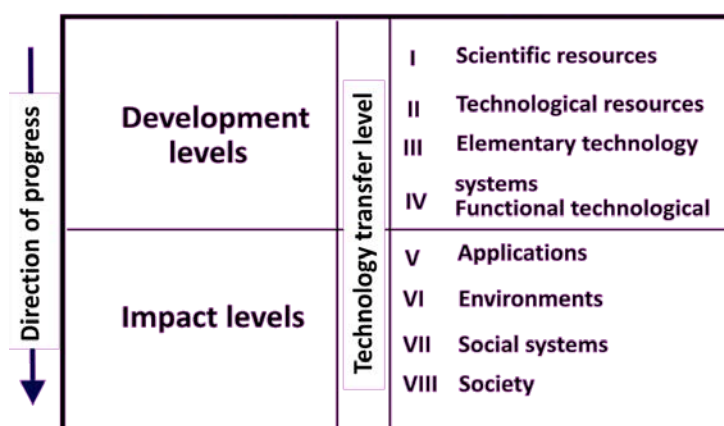 Direction of progress
Development
levels
Impact levels
Technology transfer level
I Scientific resources
II Technological resources
III Elementary technology
systems
IV Functional technological
V Applications
VI Environments
VII Social systems
VIII Society